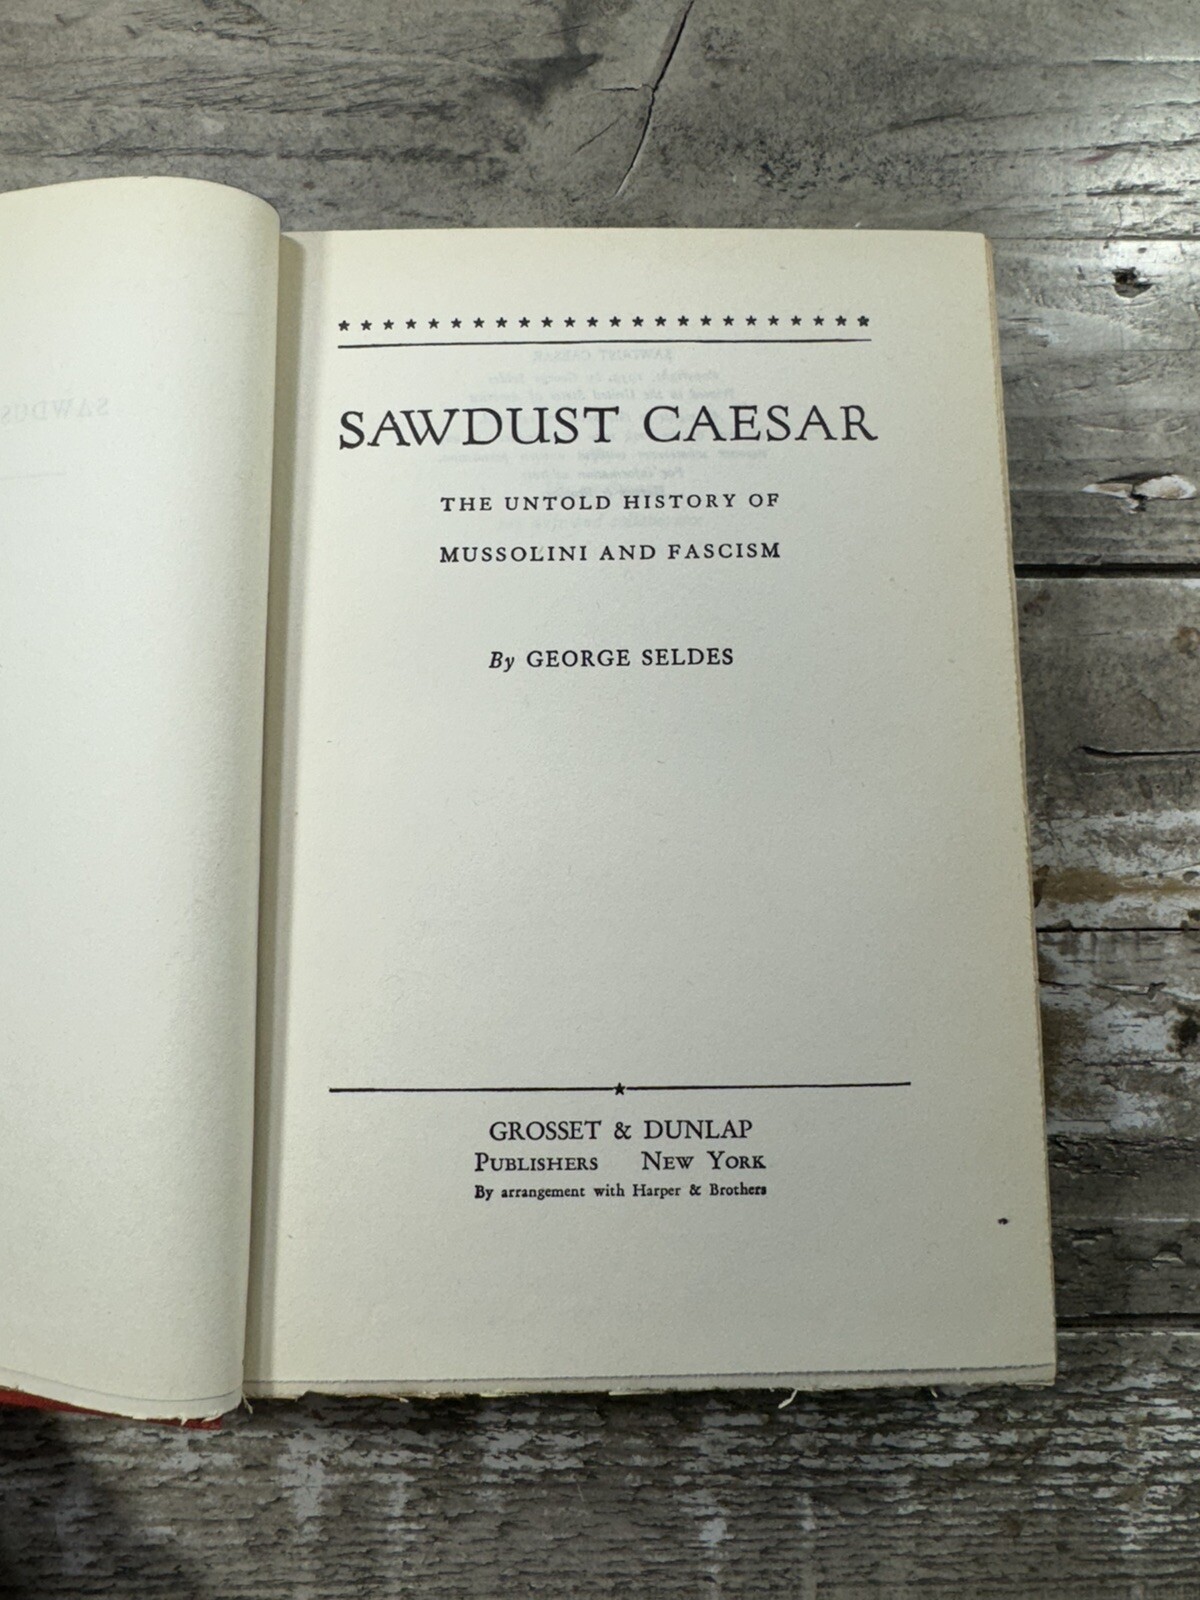 SAWDUST CAESAR
THE UNTOLD HISTORY OF
MUSSOLINI AND FASCISM
By GEORGE SELDES
GROSSET & DUNLAP
PUBLISHERS NEW YORK
By arrangement with Harper & Brothers